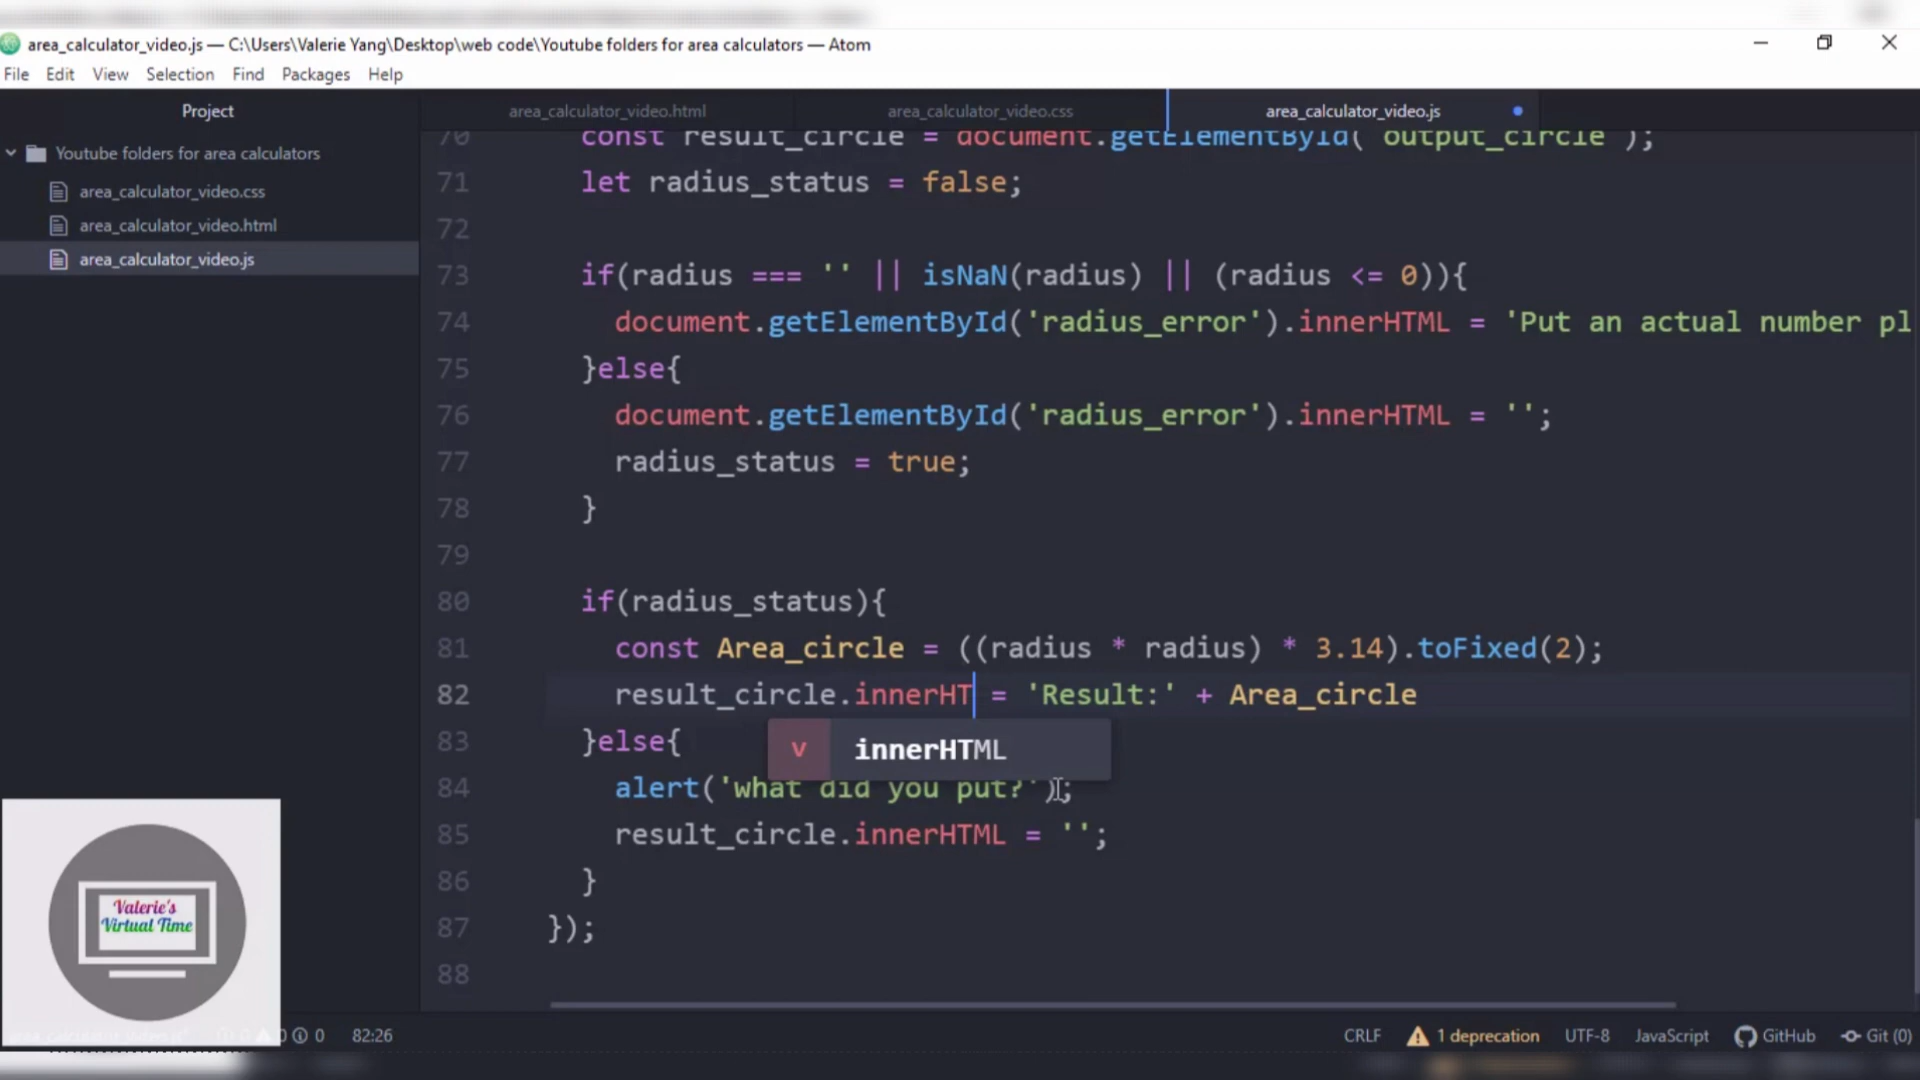 area_calculator_video.js — C:\Users\Valerie Yang\Desktop\web code\Youtube folders for area calculators — Atom
File Edit View Selection Find Packages Help
Project
area_calculator_video.html
area_calculator_video.css
area_calculator_video.js
Youtube folders for area calculators
area_calculator_video.css
area_calculator_video.html
area_calculator_video.js
70 const result_circle = document.getElementById( output_circle );
71 let radius_status = false;
72
73 if(radius === '' || isNaN(radius) || (radius <= 0)){
74 document.getElementById('radius_error').innerHTML = 'Put an actual number pl
75 }else{
76 document.getElementById('radius_error').innerHTML = '';
77 radius_status = true;
78 }
79
80 if(radius_status){
81 const Area_circle = ((radius * radius) * 3.14).toFixed(2);
82 result_circle.innerHT = 'Result:' + Area_circle
v innerHTML
83 }else{
84 alert('what did you put?');
85 result_circle.innerHTML = '';
86 }
87 });
88
Valerie's
Virtual Time
0 0 82:26 CRLF 1 deprecation UTF-8 JavaScript GitHub Git (0)